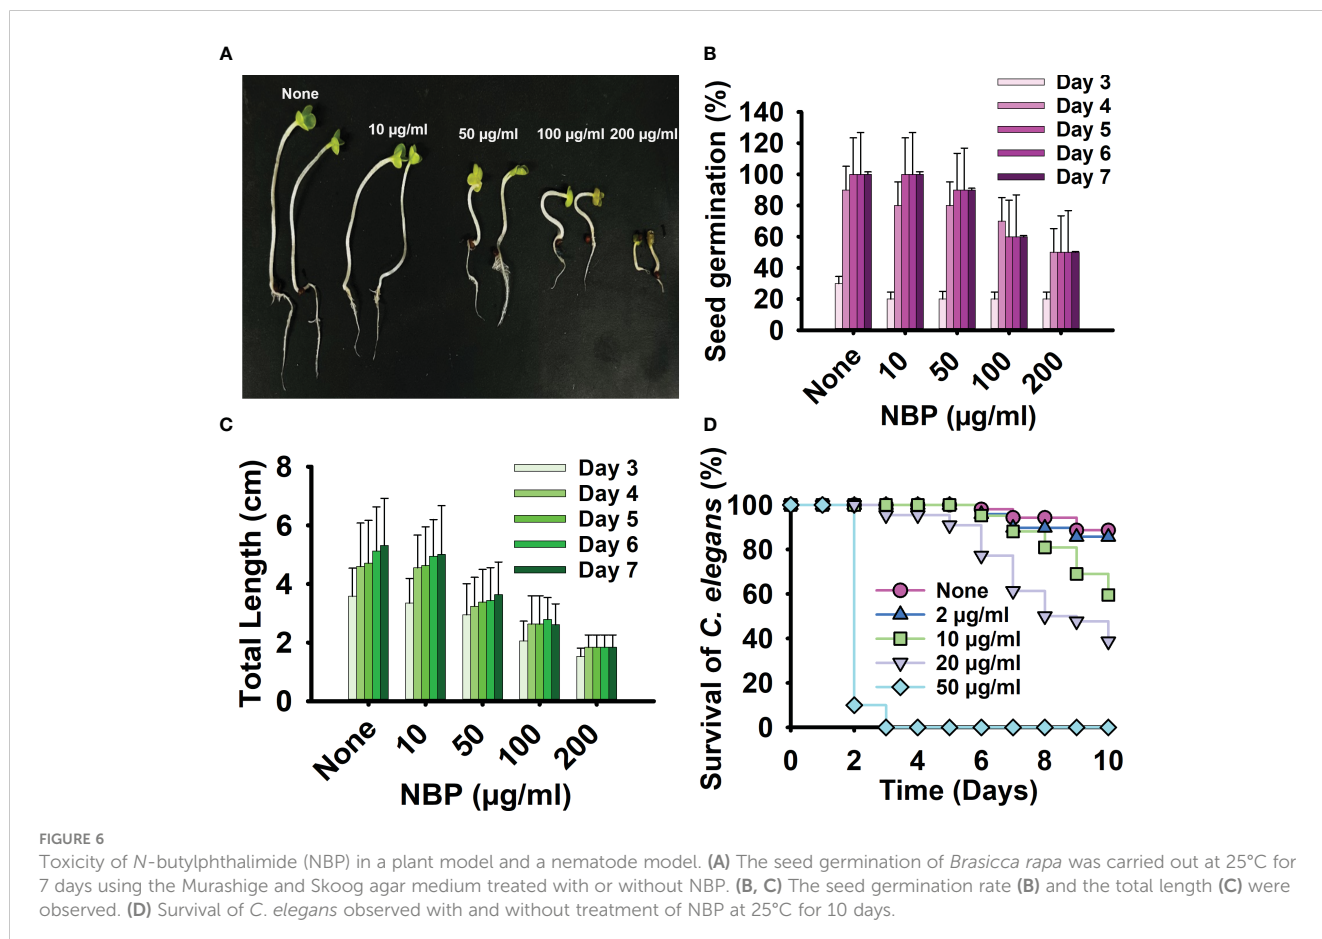 A
None
10 µg/ml
50 µg/ml
100 µg/ml
200 µg/ml
B
Seed germination (%)
140
120
100
80
60
40
20
0
Day 3
Day 4
Day 5
Day 6
Day 7
None
10
50
100
200
NBP (µg/ml)
C
Total Length (cm)
8
6
4
2
0
Day 3
Day 4
Day 5
Day 6
Day 7
None
10
50
100
200
NBP (µg/ml)
D
Survival of C. elegans (%)
100
80
60
40
20
0
None
2 µg/ml
10 µg/ml
20 µg/ml
50 µg/ml
0
2
4
6
8
10
Time (Days)
FIGURE 6
Toxicity of N-butylphthalimide (NBP) in a plant model and a nematode model. (A) The seed germination of Brasicca rapa was carried out at 25°C for
7 days using the Murashige and Skoog agar medium treated with or without NBP. (B, C) The seed germination rate (B) and the total length (C) were
observed. (D) Survival of C. elegans observed with and without treatment of NBP at 25°C for 10 days.